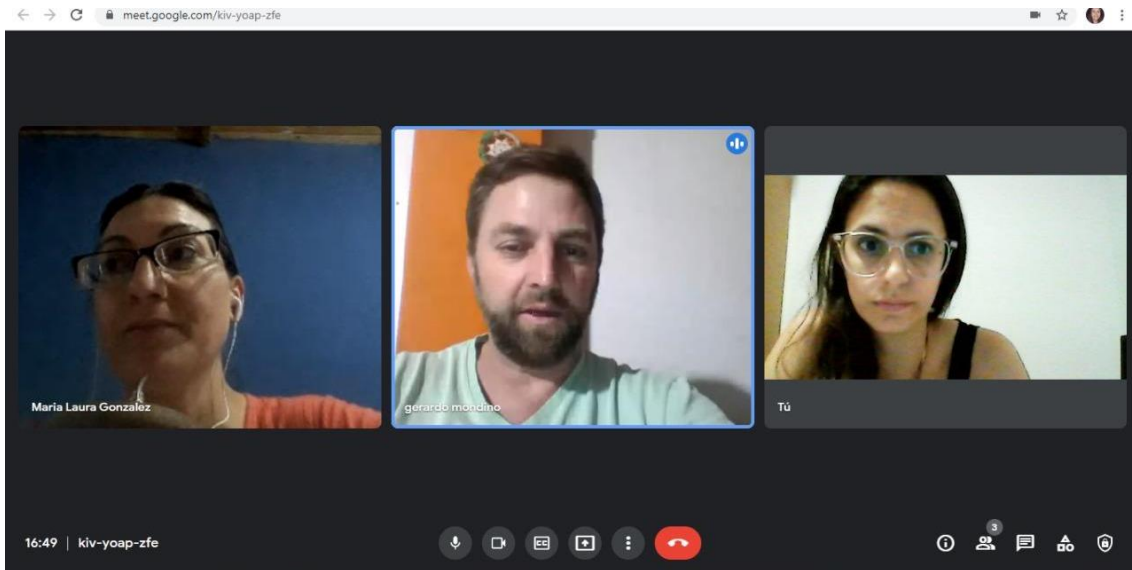 meet.google.com/kiv-yoap-zfe
Maria Laura Gonzalez
gerardo mondino
Tú
16:49 | kiv-yoap-zfe
CC
3